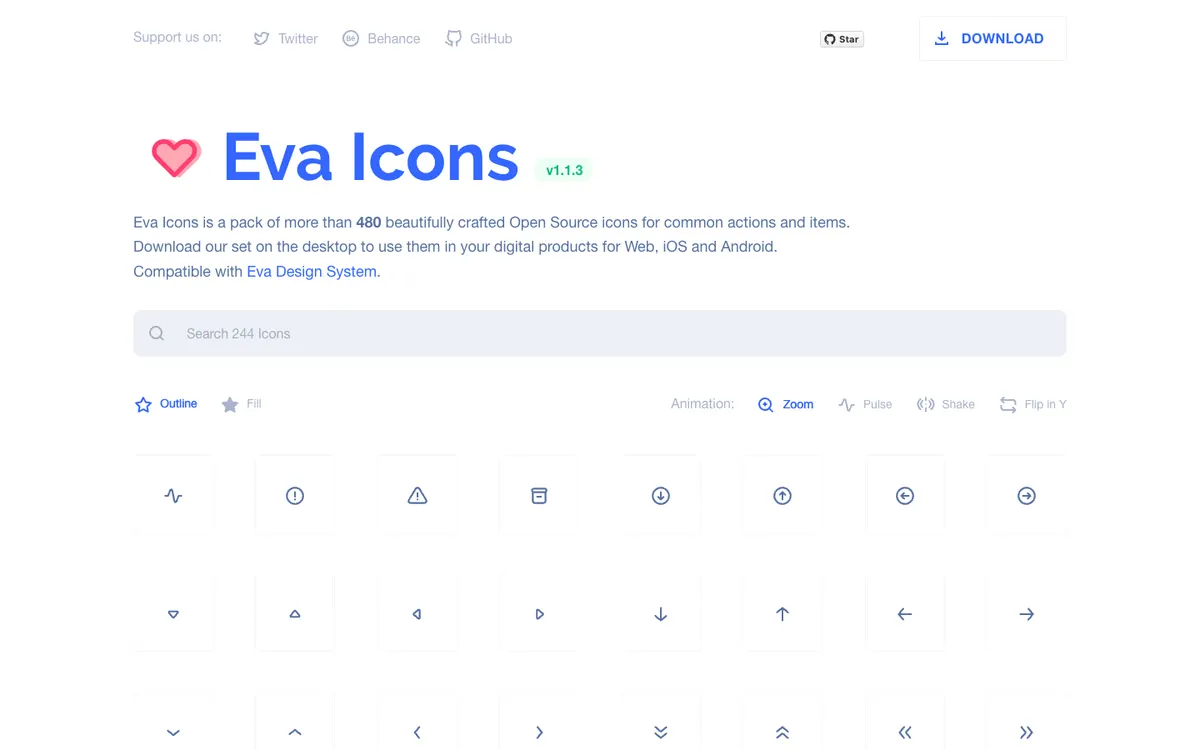 Support us on:
Twitter
Behance
GitHub
Star
DOWNLOAD
Eva Icons
v1.1.3
Eva Icons is a pack of more than 480 beautifully crafted Open Source icons for common actions and items.
Download our set on the desktop to use them in your digital products for Web, iOS and Android.
Compatible with Eva Design System.
Search 244 Icons
Outline
Fill
Animation:
Zoom
Pulse
Shake
Flip in Y